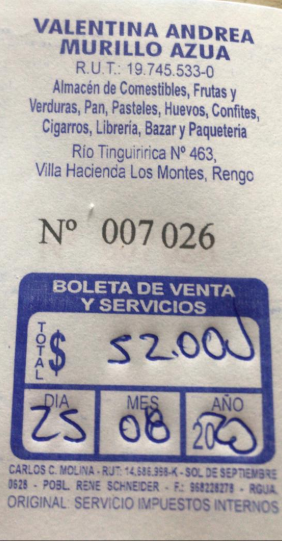 VALENTINA ANDREA
MURILLO AZUA
R.U.T.: 19.745.533-0
Almacén de Comestibles, Frutas y
Verduras, Pan, Pasteles, Huevos, Confites,
Cigarros, Librería, Bazar y Paquetería
Río Tinguiririca Nº 463,
Villa Hacienda Los Montes, Rengo
Nº 007026
BOLETA DE VENTA
Y SERVICIOS
TOTAL $ 52.000
DIA MES AÑO
25 08 2020
CARLOS C. MOLINA - RUT: 14.586.998-K - SOL DE SEPTIEMBRE
0628 - POBL. RENE SCHNEIDER - F.: 968228278 - RGUA.
ORIGINAL: SERVICIO IMPUESTOS INTERNOS